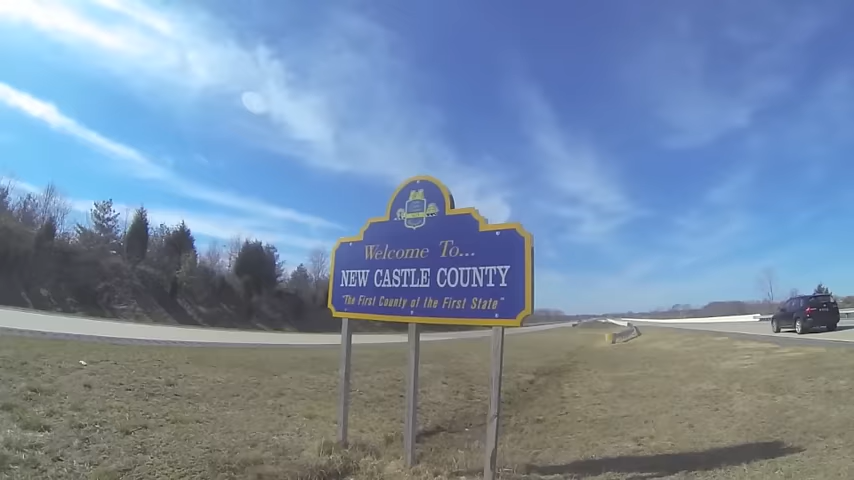 Welcome To...
NEW CASTLE COUNTY
"The First County of the First State"